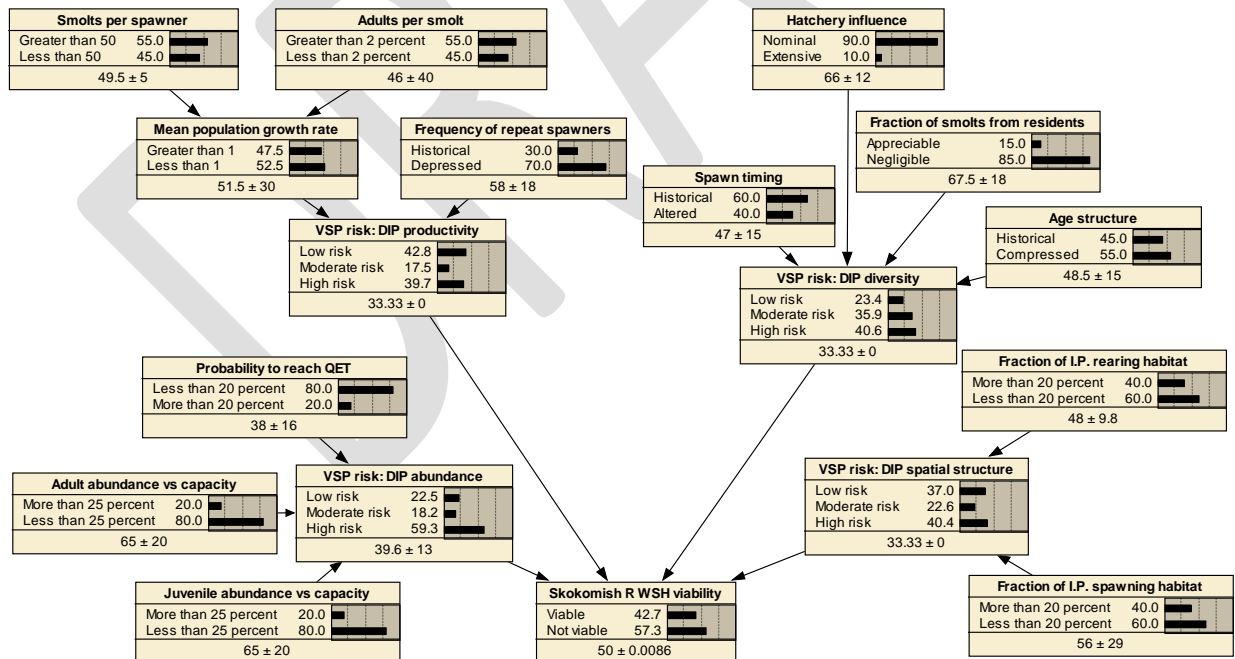 Smolts per spawner
Greater than 50 55.0
Less than 50 45.0
49.5 ± 5
Adults per smolt
Greater than 2 percent 55.0
Less than 2 percent 45.0
46 ± 40
Hatchery influence
Nominal 90.0
Extensive 10.0
66 ± 12
Mean population growth rate
Greater than 1 47.5
Less than 1 52.5
51.5 ± 30
Frequency of repeat spawners
Historical 30.0
Depressed 70.0
58 ± 18
Fraction of smolts from residents
Appreciable 15.0
Negligible 85.0
67.5 ± 18
Spawn timing
Historical 60.0
Altered 40.0
47 ± 15
Age structure
Historical 45.0
Compressed 55.0
48.5 ± 15
VSP risk: DIP productivity
Low risk 42.8
Moderate risk 17.5
High risk 39.7
33.33 ± 0
VSP risk: DIP diversity
Low risk 23.4
Moderate risk 35.9
High risk 40.6
33.33 ± 0
Probability to reach QET
Less than 20 percent 80.0
More than 20 percent 20.0
38 ± 16
Fraction of I.P. rearing habitat
More than 20 percent 40.0
Less than 20 percent 60.0
48 ± 9.8
Adult abundance vs capacity
More than 25 percent 20.0
Less than 25 percent 80.0
65 ± 20
VSP risk: DIP abundance
Low risk 22.5
Moderate risk 18.2
High risk 59.3
39.6 ± 13
VSP risk: DIP spatial structure
Low risk 37.0
Moderate risk 22.6
High risk 40.4
33.33 ± 0
Juvenile abundance vs capacity
More than 25 percent 20.0
Less than 25 percent 80.0
65 ± 20
Skokomish R WSH viability
Viable 42.7
Not viable 57.3
50 ± 0.0086
Fraction of I.P. spawning habitat
More than 20 percent 40.0
Less than 20 percent 60.0
56 ± 29